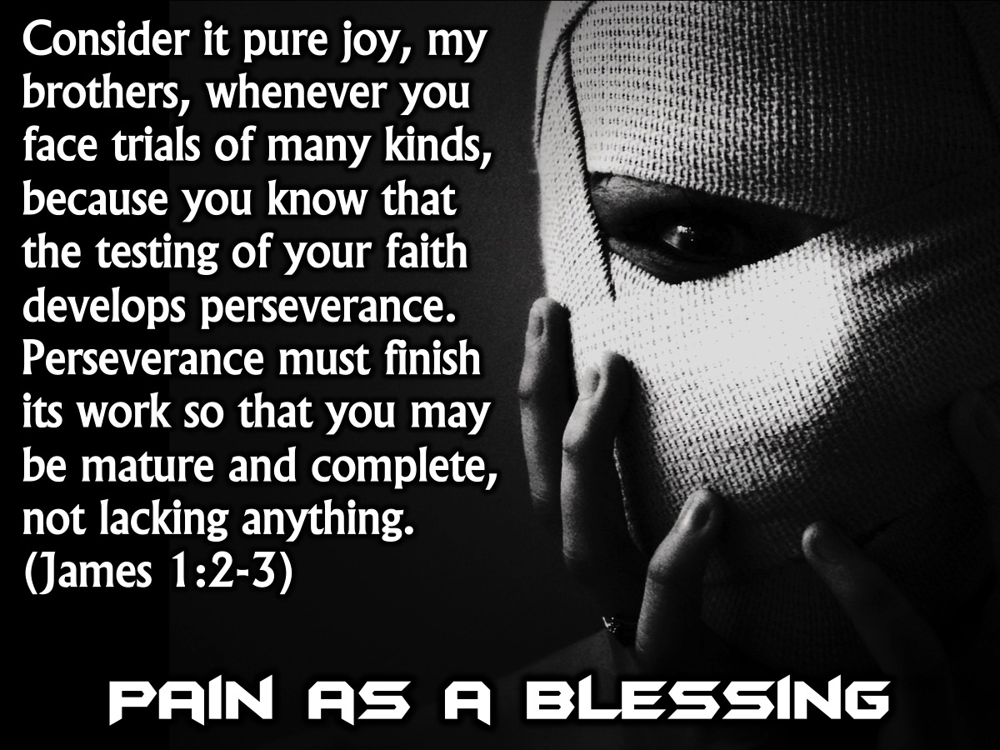 Consider it pure joy, my
brothers, whenever you
face trials of many kinds,
because you know that
the testing of your faith
develops perseverance.
Perseverance must finish
its work so that you may
be mature and complete,
not lacking anything.
(James 1:2-3)
PAIN AS A BLESSING